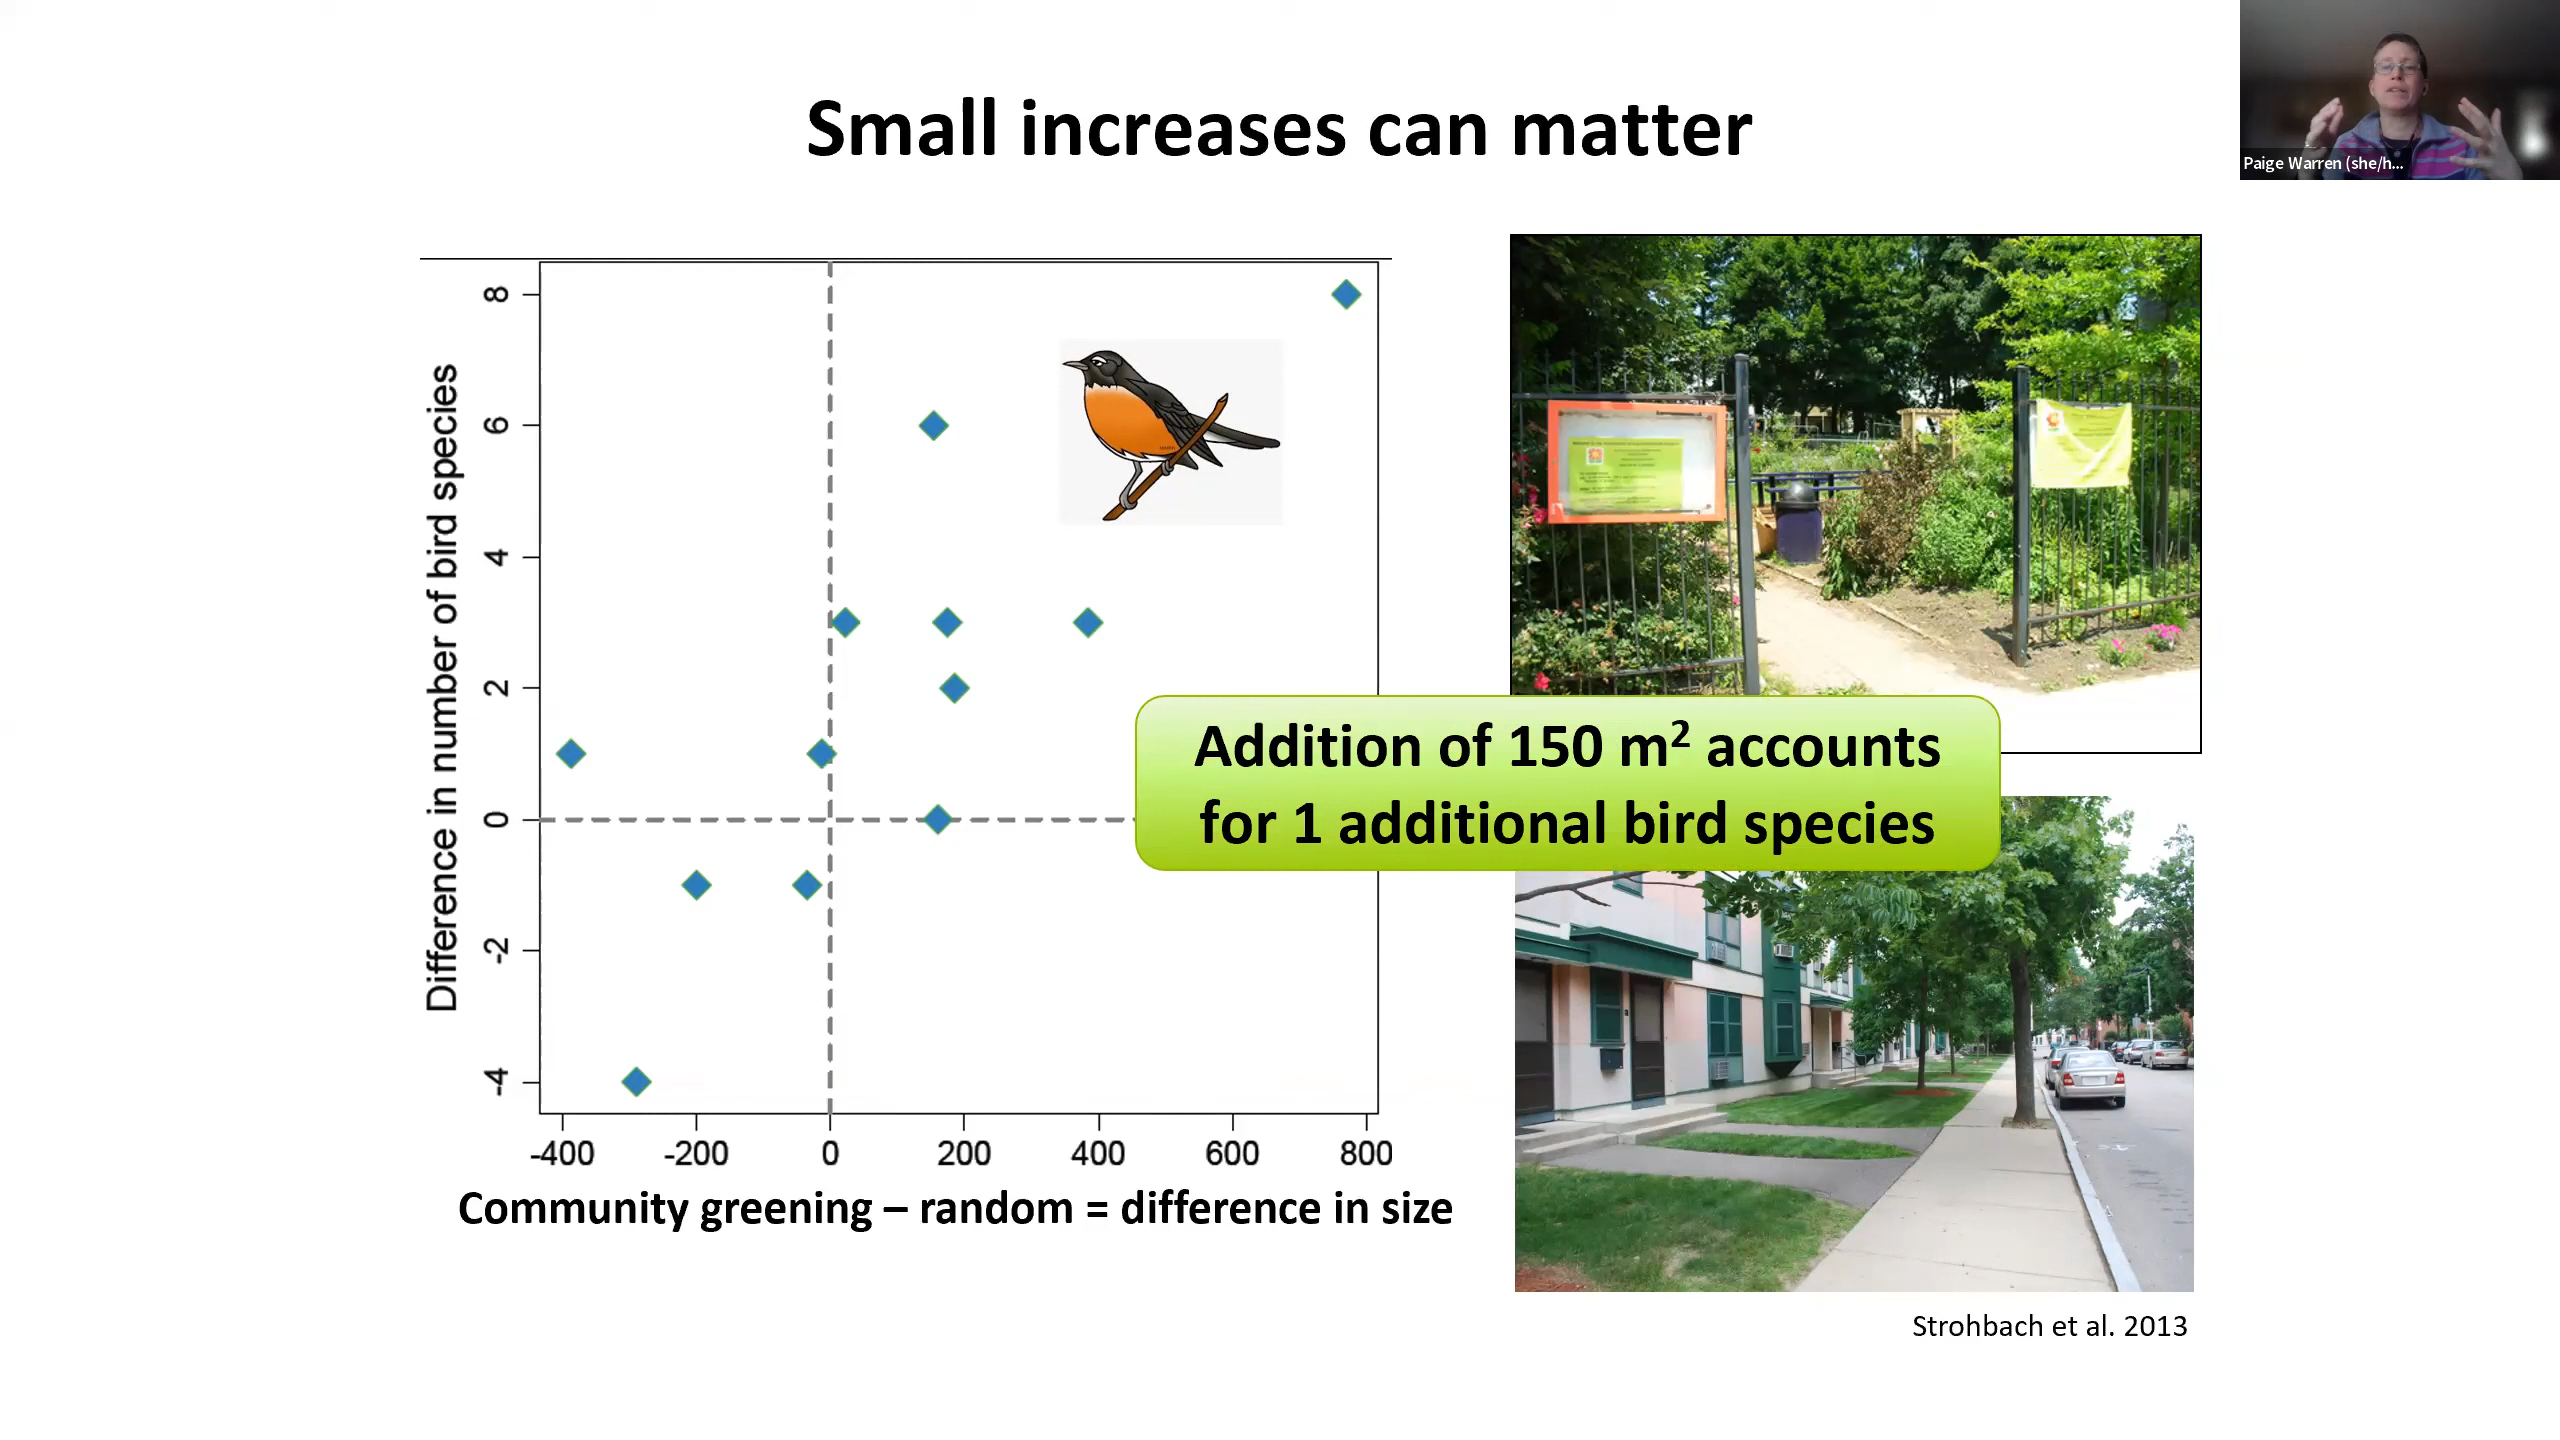 Small increases can matter
Paige Warren (she/h...
Difference in number of bird species
8
6
4
2
0
-2
-4
-400 -200 0 200 400 600 800
Community greening – random = difference in size
Addition of 150 m² accounts
for 1 additional bird species
Strohbach et al. 2013